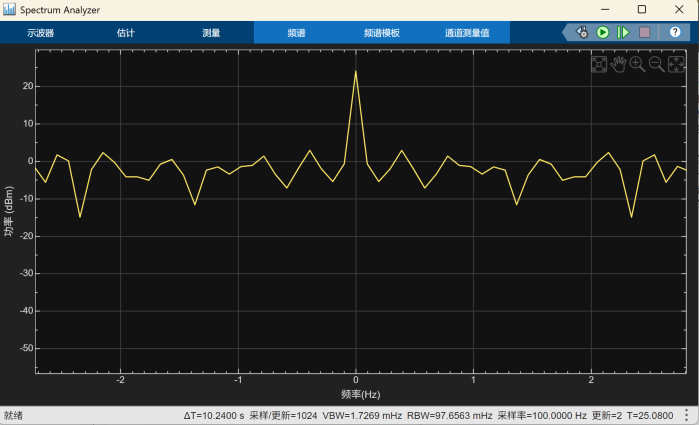 Spectrum Analyzer
示波器 估计 测量 频谱 频谱模板 通道测量值
20
10
0
-10
-20
-30
-40
-50
功率 (dBm)
-2 -1 0 1 2
频率(Hz)
就绪 ΔT=10.2400 s 采样/更新=1024 VBW=1.7269 mHz RBW=97.6563 mHz 采样率=100.0000 Hz 更新=2 T=25.0800